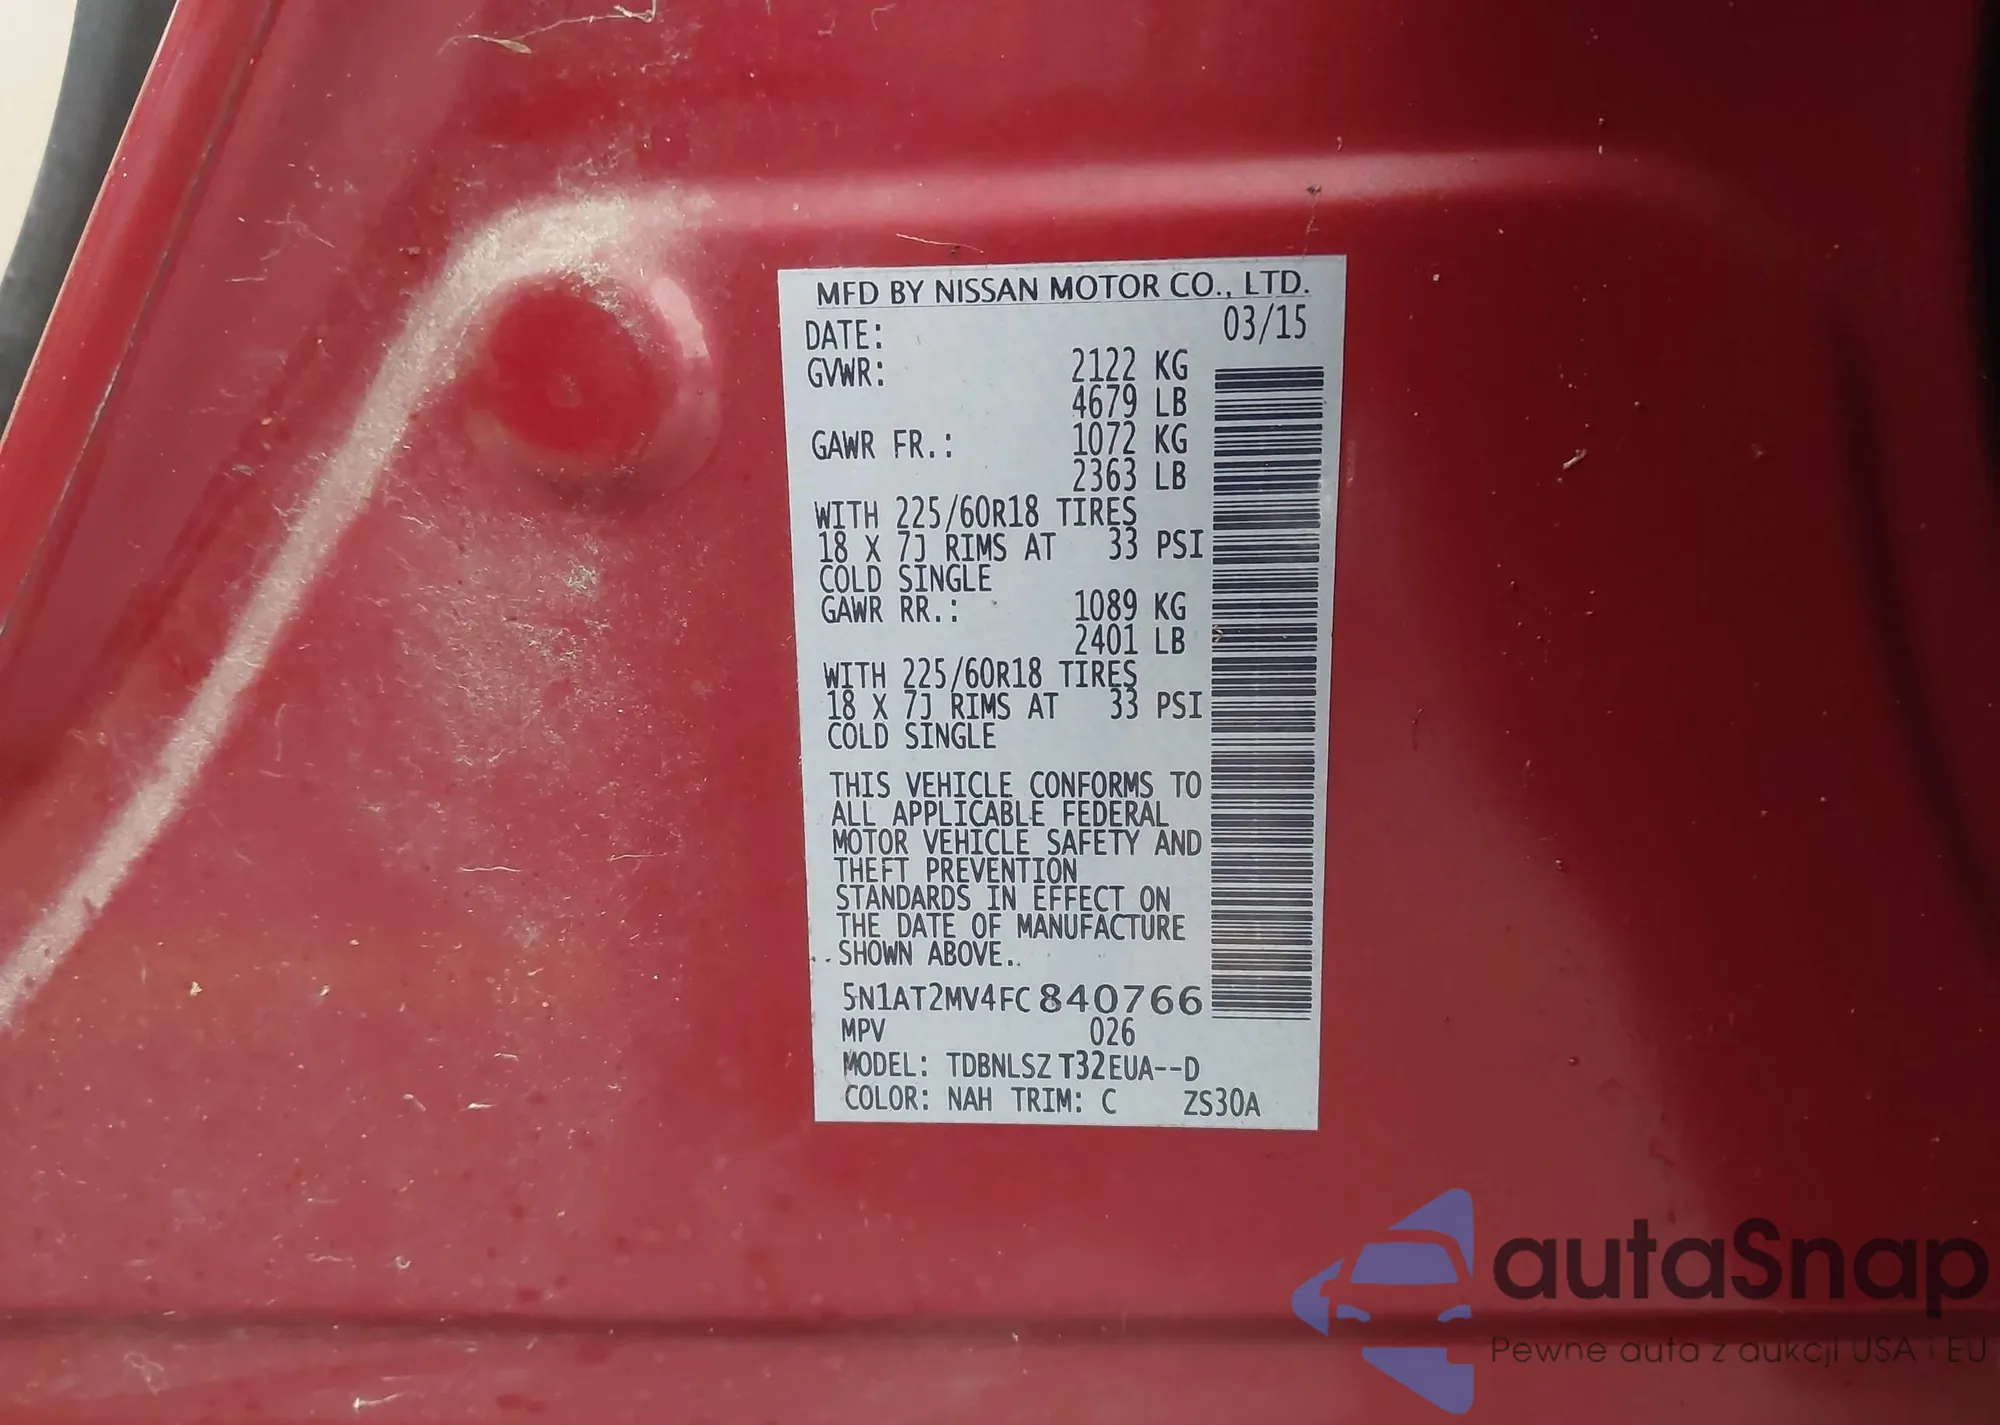 MFD BY NISSAN MOTOR CO., LTD.
DATE: 03/15
GVWR: 2122 KG
4679 LB
GAWR FR.: 1072 KG
2363 LB
WITH 225/60R18 TIRES
18 X 7J RIMS AT 33 PSI
COLD SINGLE
GAWR RR.: 1089 KG
2401 LB
WITH 225/60R18 TIRES
18 X 7J RIMS AT 33 PSI
COLD SINGLE
THIS VEHICLE CONFORMS TO
ALL APPLICABLE FEDERAL
MOTOR VEHICLE SAFETY AND
THEFT PREVENTION
STANDARDS IN EFFECT ON
THE DATE OF MANUFACTURE
SHOWN ABOVE.
5N1AT2MV4FC840766
MPV 026
MODEL: TDBNLSZ T32EUA--D
COLOR: NAH TRIM: C ZS30A
autaSnap
Pewne auta z aukcji USA i EU